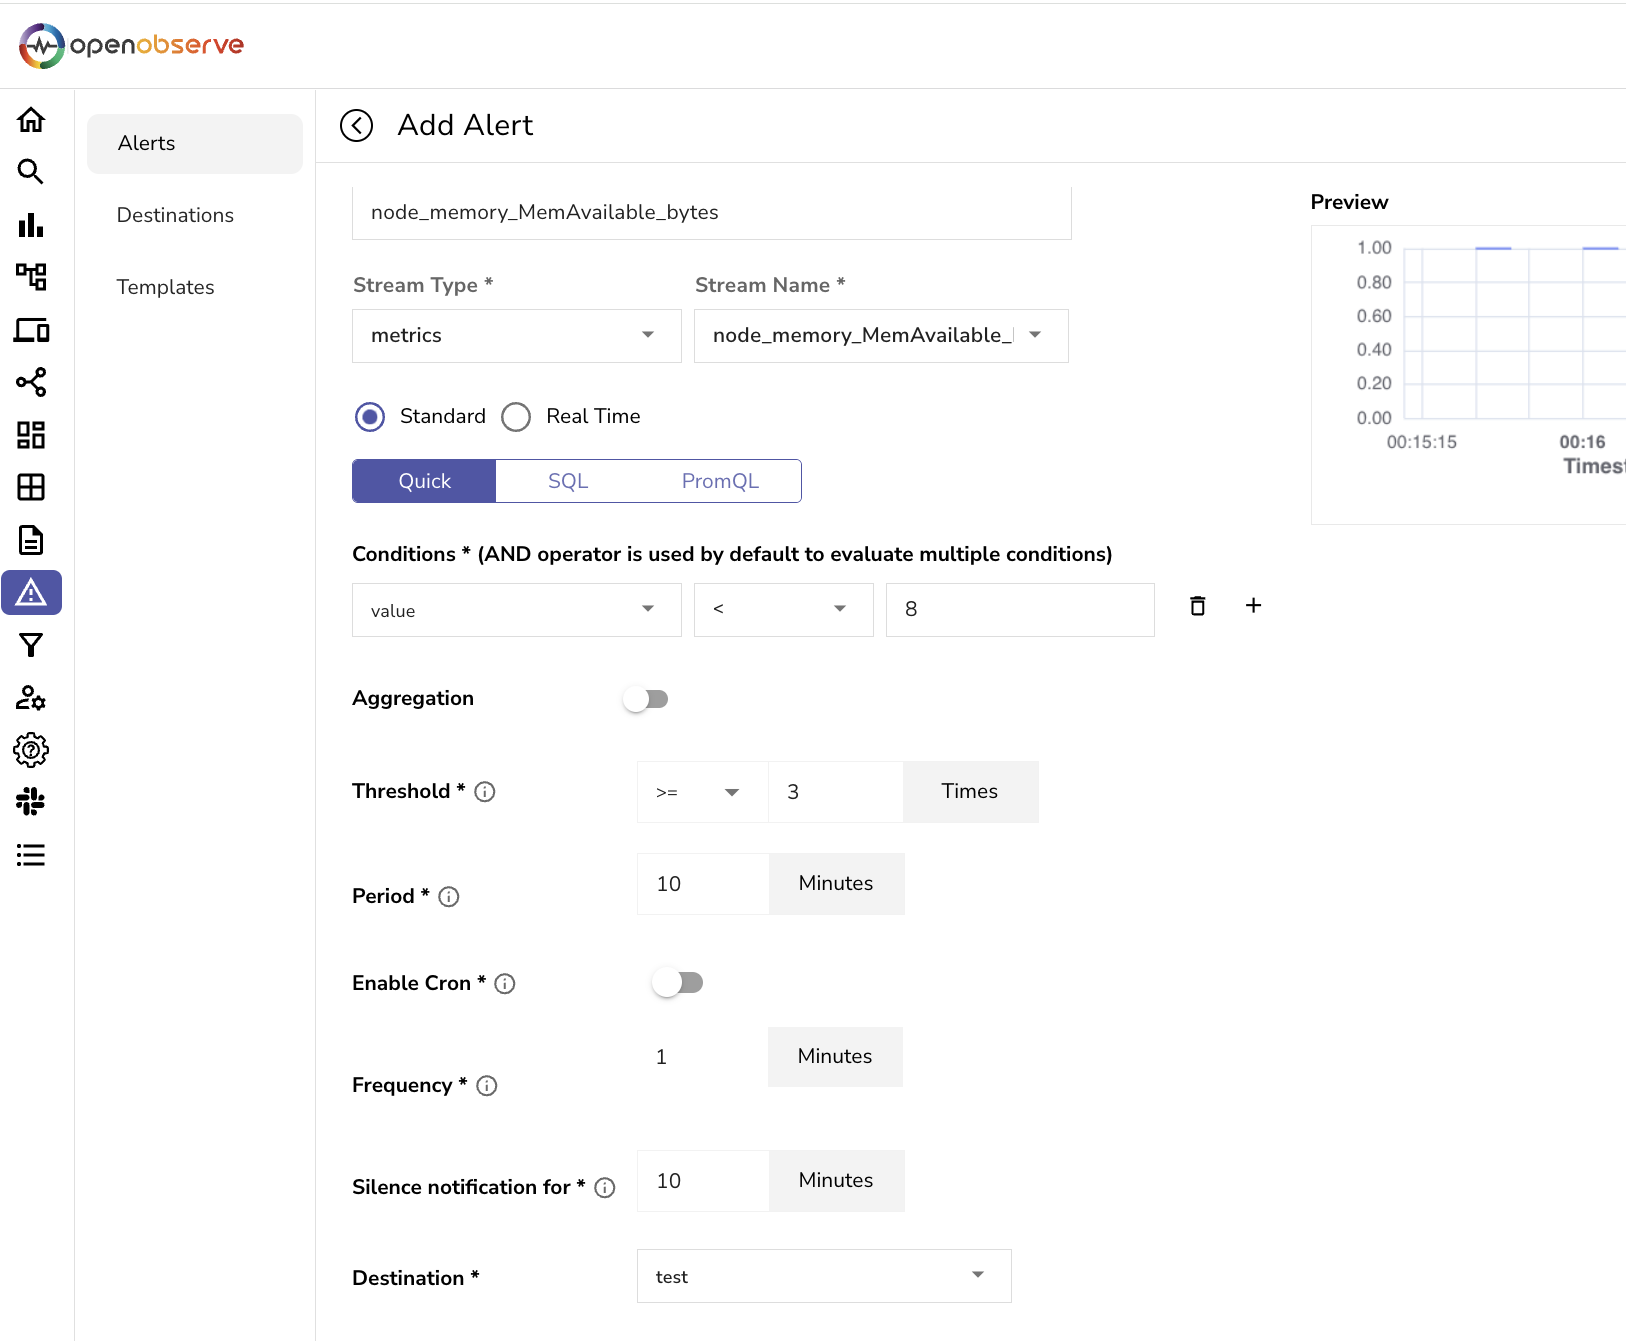 openobserve
Alerts
Destinations
Templates
Add Alert
node_memory_MemAvailable_bytes
Stream Type *
Stream Name *
metrics
node_memory_MemAvailable_
Standard
Real Time
Quick
SQL
PromQL
Conditions * (AND operator is used by default to evaluate multiple conditions)
value
<
8
+
Aggregation
Threshold *
>=
3
Times
Period *
10
Minutes
Enable Cron *
Frequency *
1
Minutes
Silence notification for *
10
Minutes
Destination *
test
Preview
1.00
0.80
0.60
0.40
0.20
0.00
00:15:15
00:16
Times